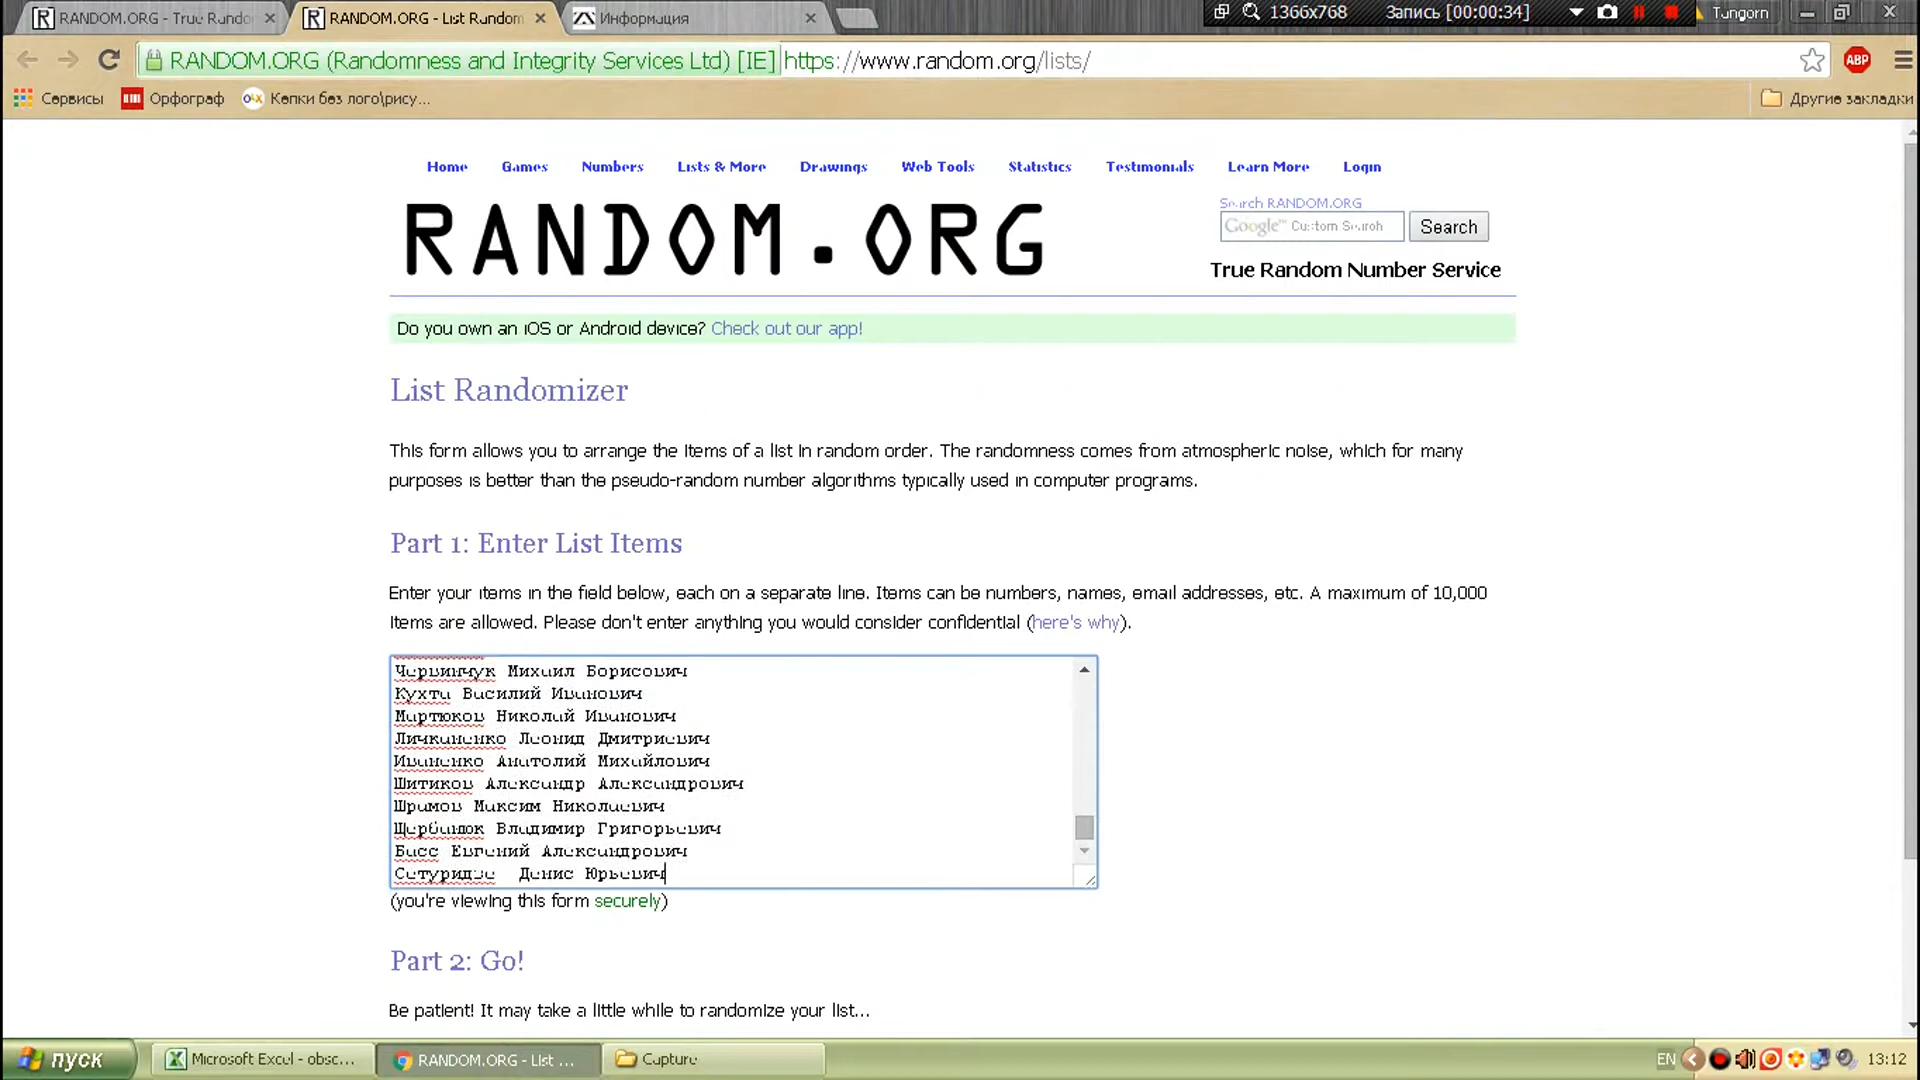 RANDOM.ORG - True Rando
RANDOM.ORG - List Random
Информация
1366x768
Запись [00:00:34]
Tungorn
RANDOM.ORG (Randomness and Integrity Services Ltd) [IE]
https://www.random.org/lists/
ABP
Сервисы
Орфограф
Кепки без лого\рису...
Другие закладки
Home
Games
Numbers
Lists & More
Drawings
Web Tools
Statistics
Testimonials
Learn More
Login
RANDOM.ORG
Search RANDOM.ORG
Google™ Custom Search
Search
True Random Number Service
Do you own an iOS or Android device? Check out our app!
List Randomizer
This form allows you to arrange the items of a list in random order. The randomness comes from atmospheric noise, which for many
purposes is better than the pseudo-random number algorithms typically used in computer programs.
Part 1: Enter List Items
Enter your items in the field below, each on a separate line. Items can be numbers, names, email addresses, etc. A maximum of 10,000
items are allowed. Please don't enter anything you would consider confidential (here's why).
Червинчук Михаил Борисович
Кухта Василий Иванович
Мартюков Николай Иванович
Личканенко Леонид Дмитриевич
Иваненко Анатолий Михайлович
Шитиков Александр Александрович
Шрамов Максим Николаевич
Щербанюк Владимир Григорьевич
Басс Евгений Александрович
Сетуридзе Денис Юрьевич
(you're viewing this form securely)
Part 2: Go!
Be patient! It may take a little while to randomize your list...
пуск
Microsoft Excel - obsc...
RANDOM.ORG - List ...
Capture
EN
13:12